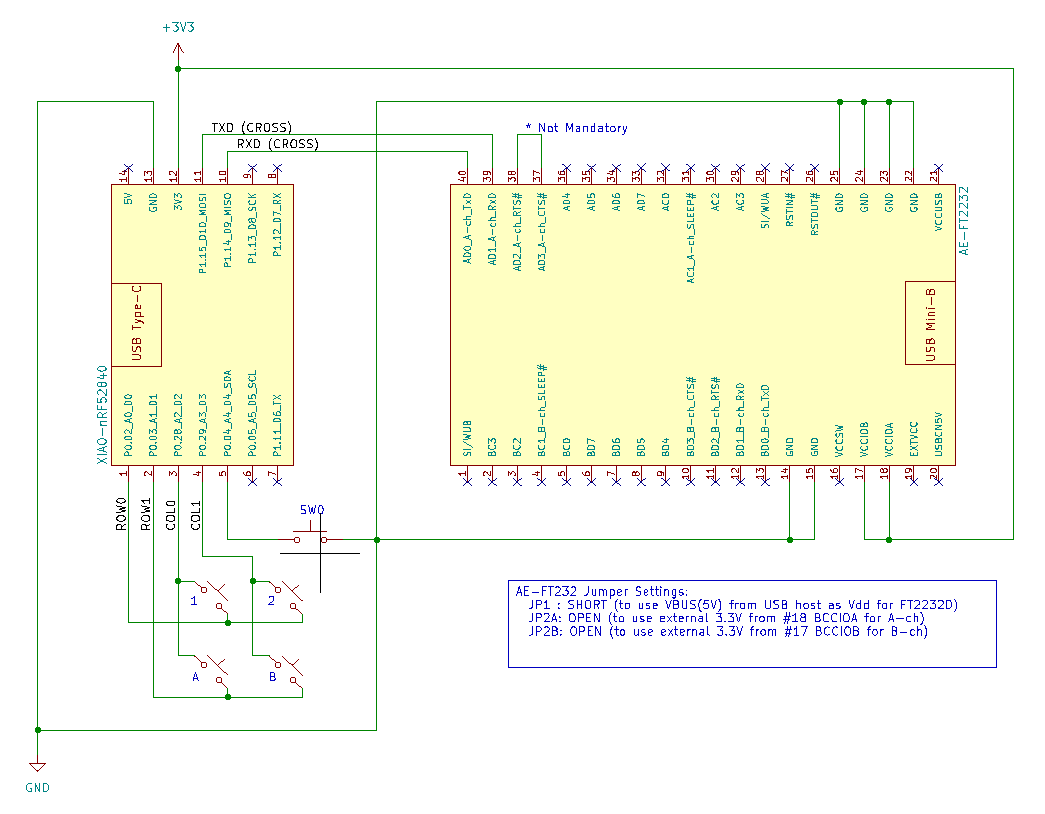 +3V3
TXD (CROSS)
RXD (CROSS)
* Not Mandatory
14
13
12
11
10
9
8
5V
GND
3V3
P1.15_D10_MOSI
P1.14_D9_MISO
P1.13_D8_SCK
P1.12_D7_RX
USB Type-C
XIAO-nRF52840
P0.02_A0_D0
P0.03_A1_D1
P0.28_A2_D2
P0.29_A3_D3
P0.04_A4_D4_SDA
P0.05_A5_D5_SCL
P1.11_D6_TX
1
2
3
4
5
6
7
40
39
38
37
36
35
34
33
32
31
30
29
28
27
26
25
24
23
22
21
AD0_A-ch_TxD
AD1_A-ch_RxD
AD2_A-ch_RTS#
AD3_A-ch_CTS#
AD4
AD5
AD6
AD7
AC0
AC1_A-ch_SLEEP#
AC2
AC3
SI/WUA
RSTIN#
RSTOUT#
GND
GND
GND
GND
VCCUSB
AE-FT2232
USB Mini-B
SI/WUB
BC3
BC2
BC1_B-ch_SLEEP#
BC0
BD7
BD6
BD5
BD4
BD3_B-ch_CTS#
BD2_B-ch_RTS#
BD1_B-ch_RxD
BD0_B-ch_TxD
GND
GND
VCCSW
VCCIOB
VCCIOA
EXTVCC
USBCN5V
1
2
3
4
5
6
7
8
9
10
11
12
13
14
15
16
17
18
19
20
ROW0
ROW1
COL0
COL1
SW0
1
2
A
B
AE-FT232 Jumper Settings:
JP1 : SHORT (to use VBUS(5V) from USB host as Vdd for FT2232D)
JP2A: OPEN (to use external 3.3V from #18 BCCIOA for A-ch)
JP2B: OPEN (to use external 3.3V from #17 BCCIOB for B-ch)
GND